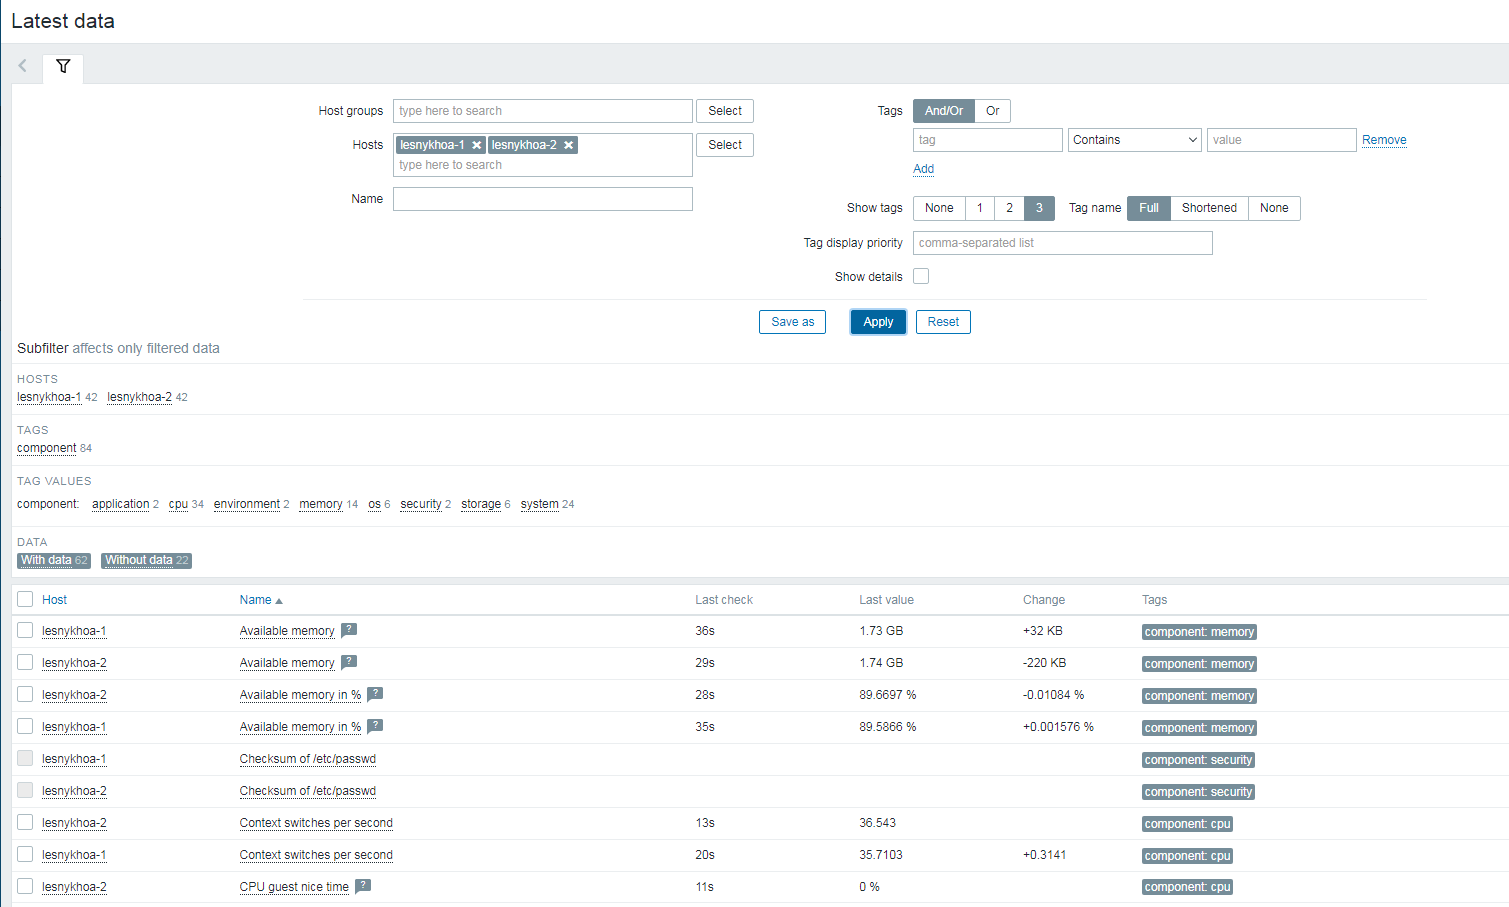 Latest data
Host groups type here to search Select Tags And/Or Or
Hosts lesnykhoa-1 lesnykhoa-2 Select tag Contains value Remove
type here to search
Add
Name
Show tags None 1 2 3 Tag name Full Shortened None
Tag display priority comma-separated list
Show details
Save as Apply Reset
Subfilter affects only filtered data
HOSTS
lesnykhoa-1 42 lesnykhoa-2 42
TAGS
component 84
TAG VALUES
component: application 2 cpu 34 environment 2 memory 14 os 6 security 2 storage 6 system 24
DATA
With data 62 Without data 22
Host Name Last check Last value Change Tags
lesnykhoa-1 Available memory ? 36s 1.73 GB +32 KB component: memory
lesnykhoa-2 Available memory ? 29s 1.74 GB -220 KB component: memory
lesnykhoa-2 Available memory in % ? 28s 89.6697 % -0.01084 % component: memory
lesnykhoa-1 Available memory in % ? 35s 89.5866 % +0.001576 % component: memory
lesnykhoa-1 Checksum of /etc/passwd component: security
lesnykhoa-2 Checksum of /etc/passwd component: security
lesnykhoa-2 Context switches per second 13s 36.543 component: cpu
lesnykhoa-1 Context switches per second 20s 35.7103 +0.3141 component: cpu
lesnykhoa-2 CPU guest nice time ? 11s 0 % component: cpu